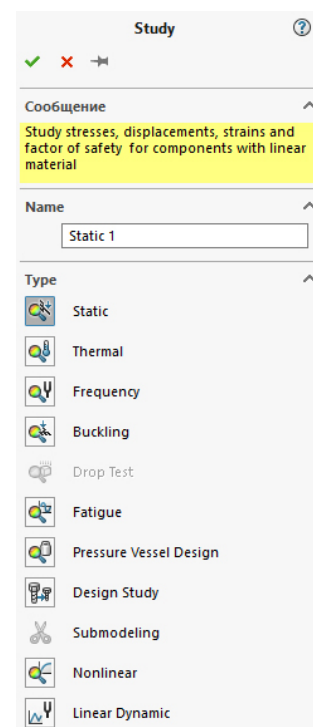 Study
Сообщение
Study stresses, displacements, strains and
factor of safety for components with linear
material
Name
Static 1
Type
Static
Thermal
Frequency
Buckling
Drop Test
Fatigue
Pressure Vessel Design
Design Study
Submodeling
Nonlinear
Linear Dynamic